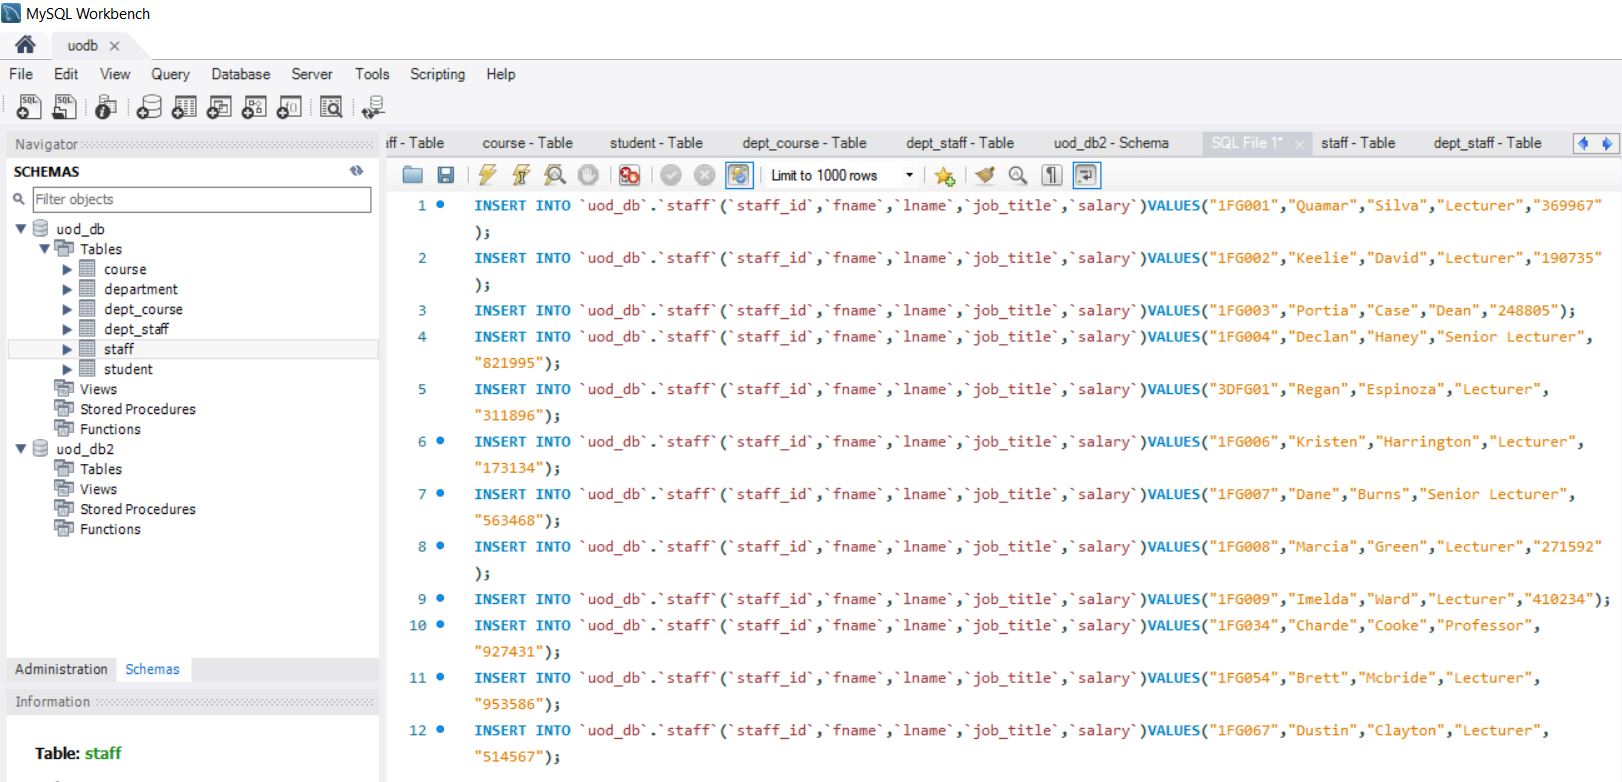 MySQL Workbench
uodb
File Edit View Query Database Server Tools Scripting Help
Navigator
SCHEMAS
Filter objects
uod_db
Tables
course
department
dept_course
dept_staff
staff
student
Views
Stored Procedures
Functions
uod_db2
Tables
Views
Stored Procedures
Functions
Administration Schemas
Information
Table: staff
ff - Table course - Table student - Table dept_course - Table dept_staff - Table uod_db2 - Schema SQL File 1* staff - Table dept_staff - Table
Limit to 1000 rows
1 INSERT INTO `uod_db`.`staff`(`staff_id`,`fname`,`lname`,`job_title`,`salary`)VALUES("1FG001","Quamar","Silva","Lecturer","369967"
);
2 INSERT INTO `uod_db`.`staff`(`staff_id`,`fname`,`lname`,`job_title`,`salary`)VALUES("1FG002","Keelie","David","Lecturer","190735"
);
3 INSERT INTO `uod_db`.`staff`(`staff_id`,`fname`,`lname`,`job_title`,`salary`)VALUES("1FG003","Portia","Case","Dean","248805");
4 INSERT INTO `uod_db`.`staff`(`staff_id`,`fname`,`lname`,`job_title`,`salary`)VALUES("1FG004","Declan","Haney","Senior Lecturer",
"821995");
5 INSERT INTO `uod_db`.`staff`(`staff_id`,`fname`,`lname`,`job_title`,`salary`)VALUES("3DFG01","Regan","Espinoza","Lecturer",
"311896");
6 INSERT INTO `uod_db`.`staff`(`staff_id`,`fname`,`lname`,`job_title`,`salary`)VALUES("1FG006","Kristen","Harrington","Lecturer",
"173134");
7 INSERT INTO `uod_db`.`staff`(`staff_id`,`fname`,`lname`,`job_title`,`salary`)VALUES("1FG007","Dane","Burns","Senior Lecturer",
"563468");
8 INSERT INTO `uod_db`.`staff`(`staff_id`,`fname`,`lname`,`job_title`,`salary`)VALUES("1FG008","Marcia","Green","Lecturer","271592"
);
9 INSERT INTO `uod_db`.`staff`(`staff_id`,`fname`,`lname`,`job_title`,`salary`)VALUES("1FG009","Imelda","Ward","Lecturer","410234");
10 INSERT INTO `uod_db`.`staff`(`staff_id`,`fname`,`lname`,`job_title`,`salary`)VALUES("1FG034","Charde","Cooke","Professor",
"927431");
11 INSERT INTO `uod_db`.`staff`(`staff_id`,`fname`,`lname`,`job_title`,`salary`)VALUES("1FG054","Brett","Mcbride","Lecturer",
"953586");
12 INSERT INTO `uod_db`.`staff`(`staff_id`,`fname`,`lname`,`job_title`,`salary`)VALUES("1FG067","Dustin","Clayton","Lecturer",
"514567");